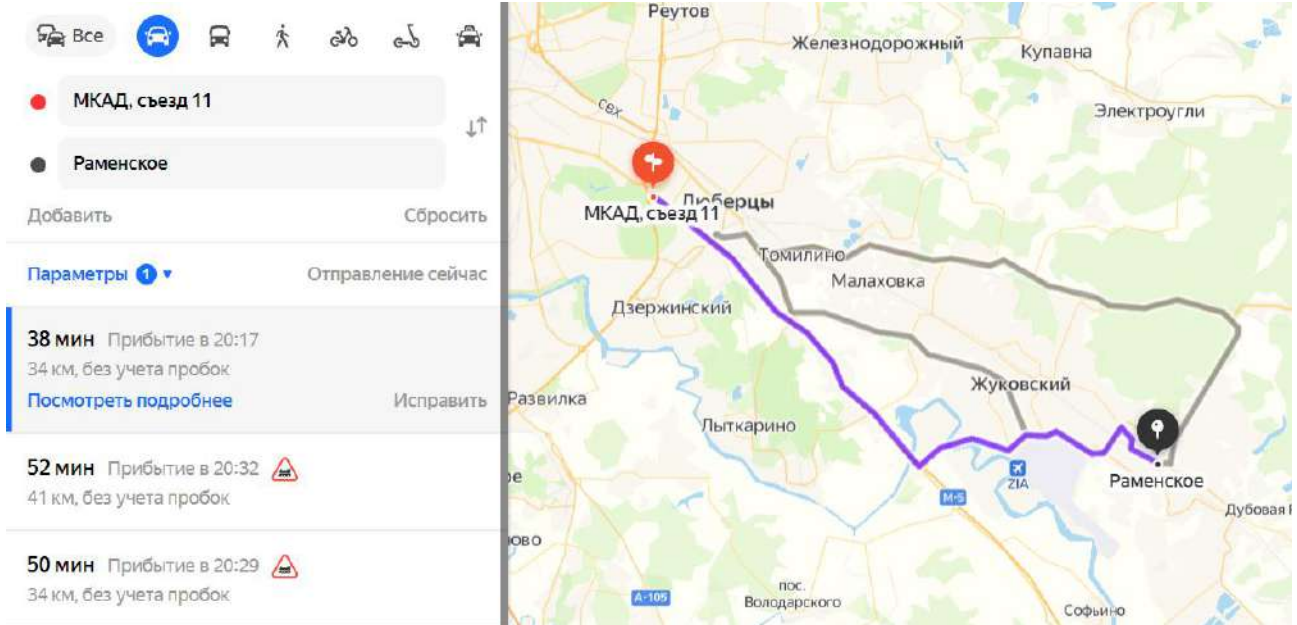 Все
МКАД, съезд 11
Раменское
Добавить
Сбросить
Параметры 1
Отправление сейчас
38 мин Прибытие в 20:17
34 км, без учета пробок
Посмотреть подробнее
Исправить
52 мин Прибытие в 20:32
41 км, без учета пробок
50 мин Прибытие в 20:29
34 км, без учета пробок
Реутов
Железнодорожный
Купавна
СВХ
Электроугли
Люберцы
МКАД, съезд 11
Томилино
Малаховка
Дзержинский
Жуковский
Развилка
Лыткарино
ZIA
Раменское
М-5
Дубовая
А-105
пос.
Володарского
Софьино